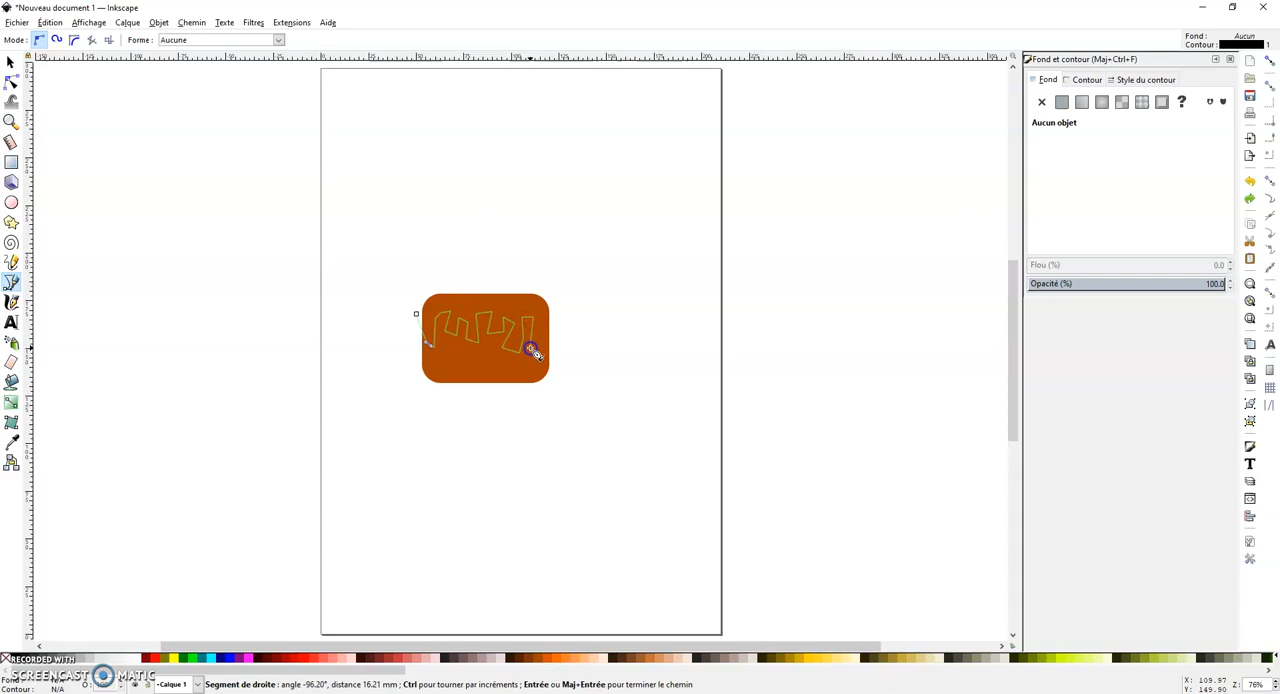 *Nouveau document 1 — Inkscape
Fichier Édition Affichage Calque Objet Chemin Texte Filtres Extensions Aide
Mode : Forme : Aucune
Fond : Aucun
Contour : 1
Fond et contour (Maj+Ctrl+F)
Fond Contour Style du contour
Aucun objet
Flou (%) 0.0
Opacité (%) 100.0
RECORDED WITH
SCREENCAST MATIC
Fond : N/A
Contour : N/A
O :
Calque 1
Segment de droite : angle -96.20°, distance 16.21 mm ; Ctrl pour tourner par incréments ; Entrée ou Maj+Entrée pour terminer le chemin
X : 109.97
Y : 149.50
Z : 76%